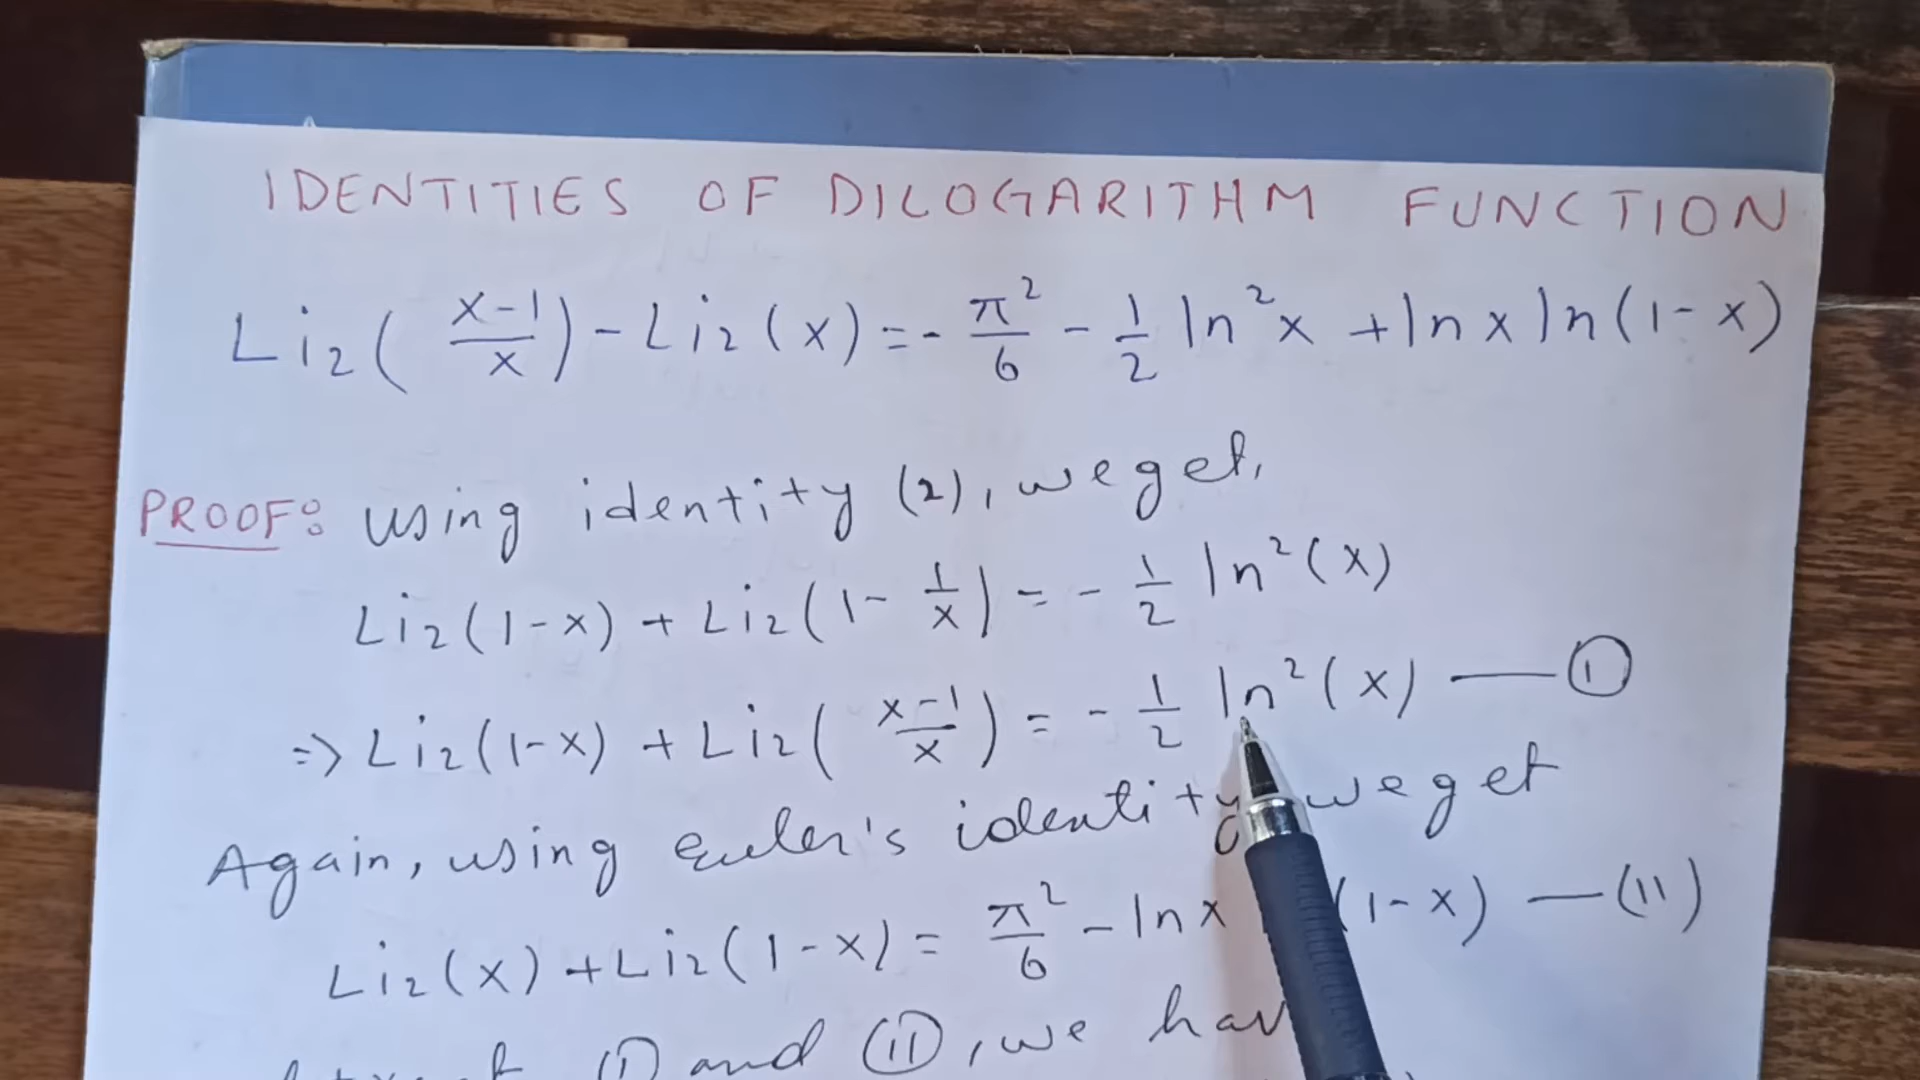 IDENTITIES OF DILOGARITHM FUNCTION
Li₂(x-1/x) - Li₂(x) = - π²/6 - 1/2 ln²x + ln x ln(1-x)
PROOF: using identity (2), we get,
Li₂(1-x) + Li₂(1 - 1/x) = - 1/2 ln²(x)
=> Li₂(1-x) + Li₂(x-1/x) = - 1/2 ln²(x) — (I)
Again, using Euler's identity we get
Li₂(x) + Li₂(1-x) = π²/6 - ln x (1-x) — (II)
(I) and (II), we